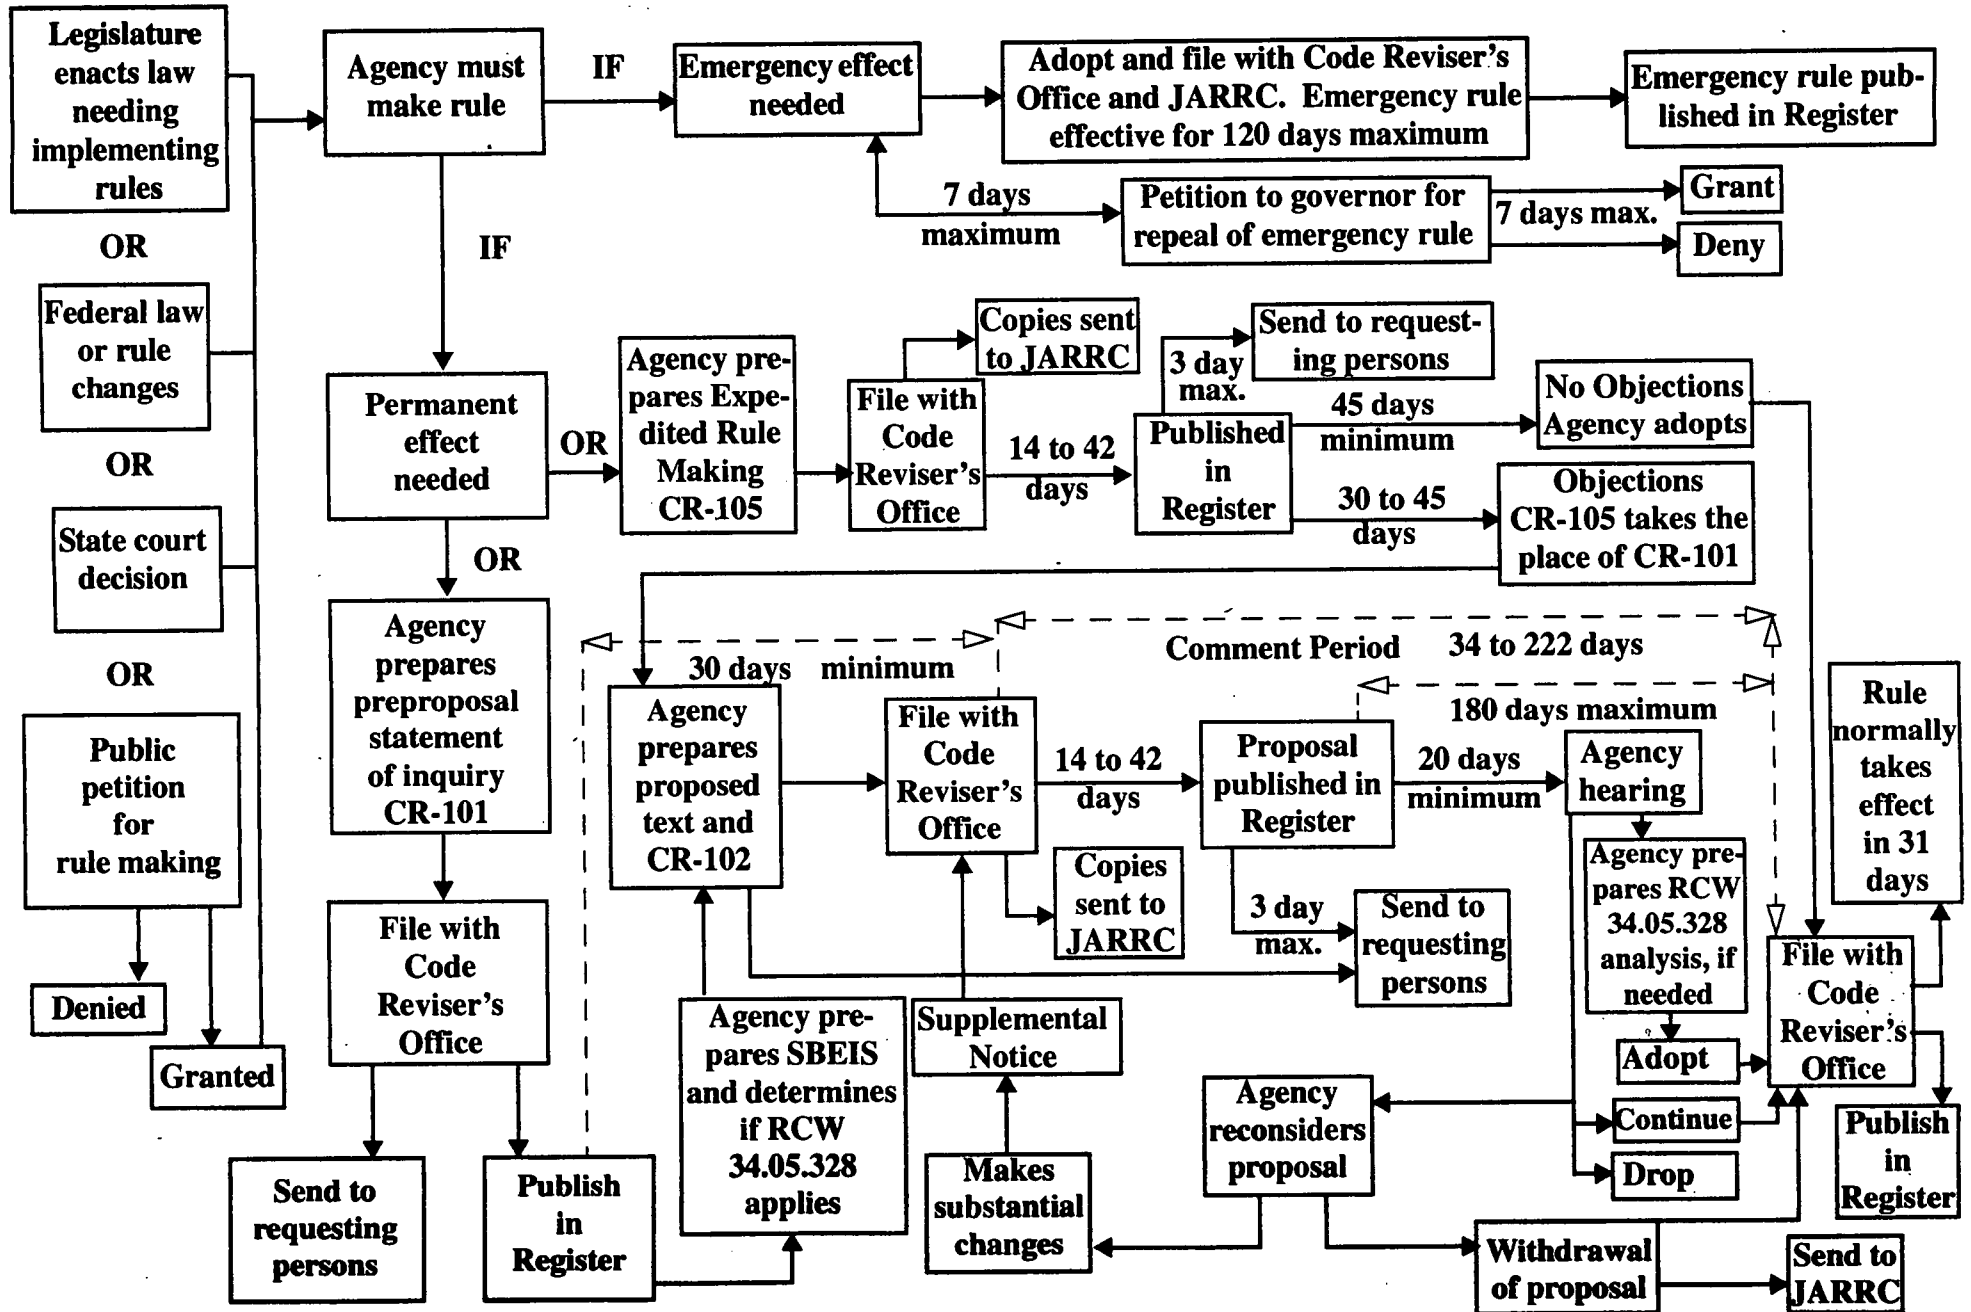 Legislature
enacts law
needing
implementing
rules
OR
Federal law
or rule
changes
OR
State court
decision
OR
Public
petition
for
rule making
Denied
Granted
Agency must
make rule
IF
Emergency effect
needed
Adopt and file with Code Reviser's
Office and JARRC. Emergency rule
effective for 120 days maximum
Emergency rule pub-
lished in Register
7 days
maximum
Petition to governor for
repeal of emergency rule
7 days max.
Grant
Deny
IF
Permanent
effect
needed
OR
Agency pre-
pares Expe-
dited Rule
Making
CR-105
File with
Code
Reviser's
Office
Copies sent
to JARRC
14 to 42
days
Published
in
Register
3 day
max.
Send to request-
ing persons
45 days
minimum
No Objections
Agency adopts
30 to 45
days
Objections
CR-105 takes the
place of CR-101
OR
Agency
prepares
preproposal
statement
of inquiry
CR-101
File with
Code
Reviser's
Office
Send to
requesting
persons
Publish
in
Register
30 days minimum
Agency
prepares
proposed
text and
CR-102
Agency pre-
pares SBEIS
and determines
if RCW
34.05.328
applies
File with
Code
Reviser's
Office
Copies
sent to
JARRC
Supplemental
Notice
Makes
substantial
changes
Comment Period 34 to 222 days
180 days maximum
14 to 42
days
Proposal
published in
Register
3 day
max.
Send to
requesting
persons
20 days
minimum
Agency
hearing
Agency pre-
pares RCW
34.05.328
analysis, if
needed
Adopt
Continue
Drop
Agency
reconsiders
proposal
Withdrawal
of proposal
Send to
JARRC
File with
Code
Reviser's
Office
Rule
normally
takes
effect
in 31
days
Publish
in
Register